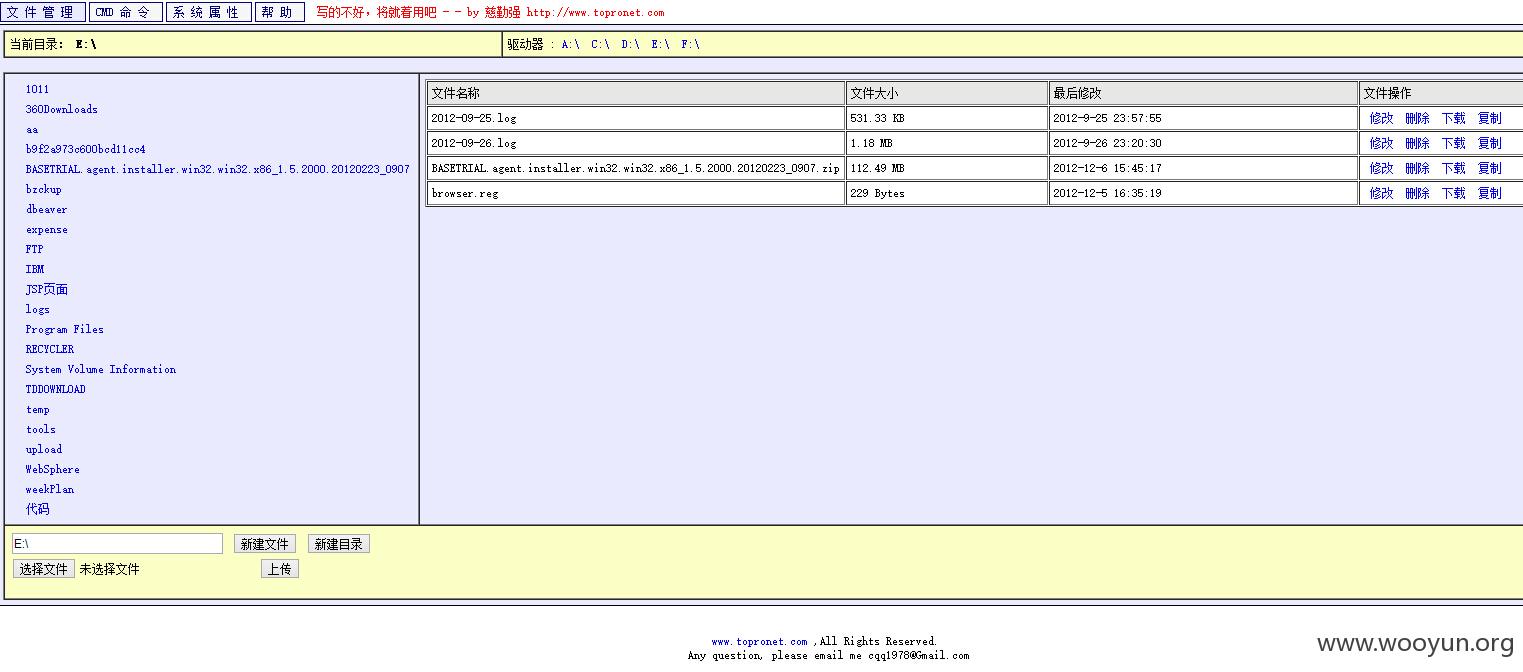 文 件 管 理 CMD 命 令 系 统 属 性 帮 助 写的不好，将就着用吧 - - by 慈勤强 http://www.topronet.com
当前目录： E:\ 驱动器 : A:\ C:\ D:\ E:\ F:\
1011
360Downloads
aa
b9f2a973c600bcd11cc4
BASETRIAL.agent.installer.win32.win32.x86_1.5.2000.20120223_0907
bzckup
dbeaver
expense
FTP
IBM
JSP页面
logs
Program Files
RECYCLER
System Volume Information
TDDOWNLOAD
temp
tools
upload
WebSphere
weekPlan
代码
文件名称 文件大小 最后修改 文件操作
2012-09-25.log 531.33 KB 2012-9-25 23:57:55 修改 删除 下载 复制
2012-09-26.log 1.18 MB 2012-9-26 23:20:30 修改 删除 下载 复制
BASETRIAL.agent.installer.win32.win32.x86_1.5.2000.20120223_0907.zip 112.49 MB 2012-12-6 15:45:17 修改 删除 下载 复制
browser.reg 229 Bytes 2012-12-5 16:35:19 修改 删除 下载 复制
E:\ 新建文件 新建目录
选择文件 未选择文件 上传
www.topronet.com ,All Rights Reserved.
Any question, please email me cqq1978@Gmail.com
www.wooyun.org